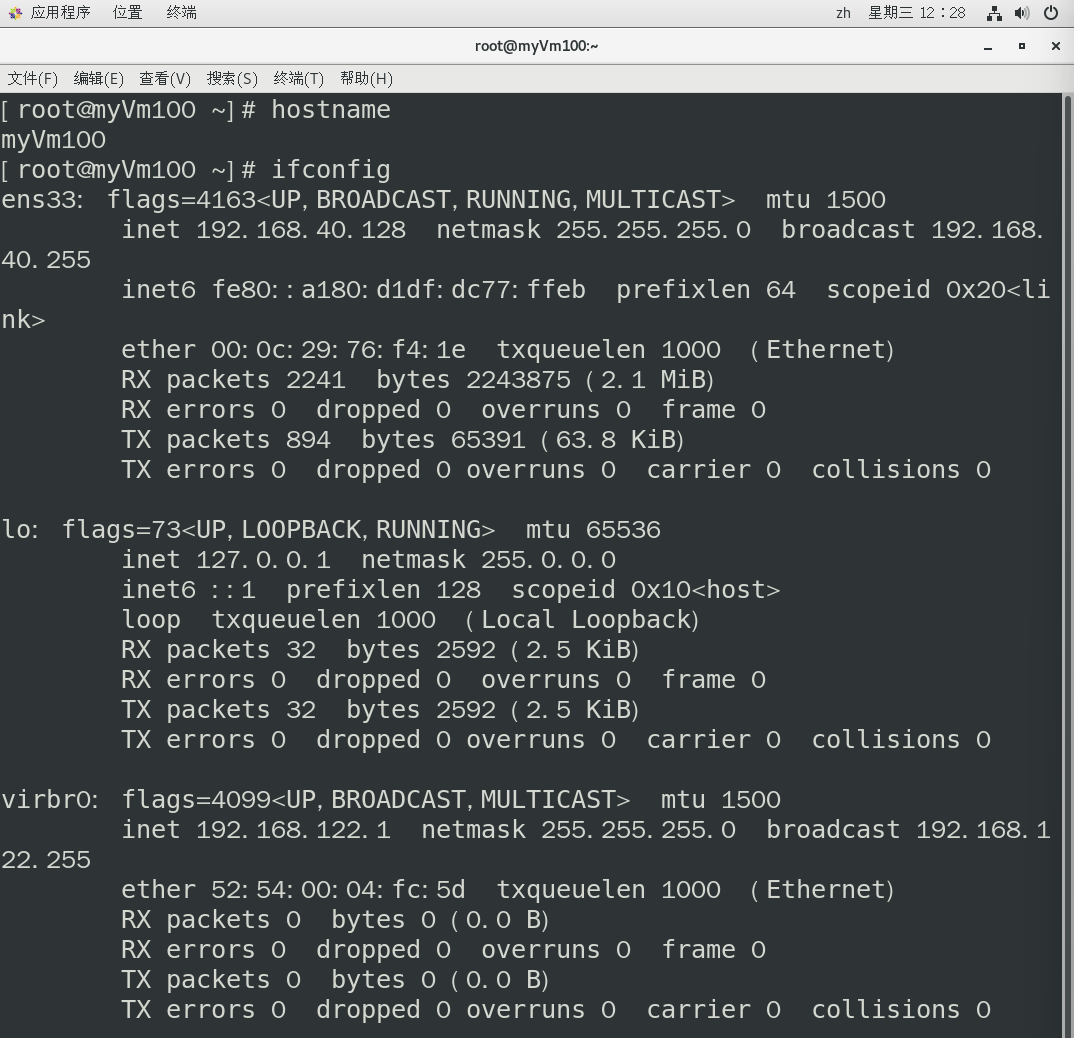 应用程序 位置 终端 zh 星期三 12：28
root@myVm100:~
文件(F) 编辑(E) 查看(V) 搜索(S) 终端(T) 帮助(H)
[root@myVm100 ~]# hostname
myVm100
[root@myVm100 ~]# ifconfig
ens33: flags=4163<UP,BROADCAST,RUNNING,MULTICAST>  mtu 1500
        inet 192.168.40.128  netmask 255.255.255.0  broadcast 192.168.
40.255
        inet6 fe80::a180:d1df:dc77:ffeb  prefixlen 64  scopeid 0x20<li
nk>
        ether 00:0c:29:76:f4:1e  txqueuelen 1000  (Ethernet)
        RX packets 2241  bytes 2243875 (2.1 MiB)
        RX errors 0  dropped 0  overruns 0  frame 0
        TX packets 894  bytes 65391 (63.8 KiB)
        TX errors 0  dropped 0 overruns 0  carrier 0  collisions 0
lo: flags=73<UP,LOOPBACK,RUNNING>  mtu 65536
        inet 127.0.0.1  netmask 255.0.0.0
        inet6 ::1  prefixlen 128  scopeid 0x10<host>
        loop  txqueuelen 1000  (Local Loopback)
        RX packets 32  bytes 2592 (2.5 KiB)
        RX errors 0  dropped 0  overruns 0  frame 0
        TX packets 32  bytes 2592 (2.5 KiB)
        TX errors 0  dropped 0 overruns 0  carrier 0  collisions 0
virbr0: flags=4099<UP,BROADCAST,MULTICAST>  mtu 1500
        inet 192.168.122.1  netmask 255.255.255.0  broadcast 192.168.1
22.255
        ether 52:54:00:04:fc:5d  txqueuelen 1000  (Ethernet)
        RX packets 0  bytes 0 (0.0 B)
        RX errors 0  dropped 0  overruns 0  frame 0
        TX packets 0  bytes 0 (0.0 B)
        TX errors 0  dropped 0 overruns 0  carrier 0  collisions 0